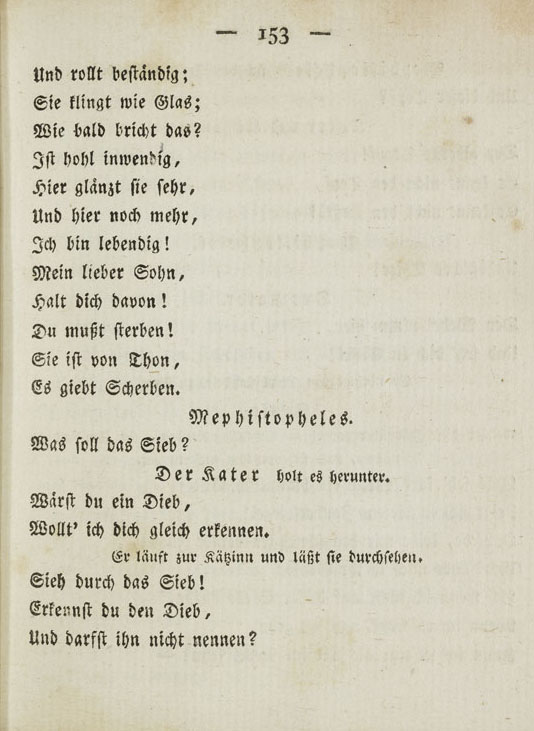 — 153 —
Und rollt beständig;
Sie klingt wie Glas;
Wie bald bricht das?
Ist hohl inwendig,
Hier glänzt sie sehr,
Und hier noch mehr,
Ich bin lebendig!
Mein lieber Sohn,
Halt dich davon!
Du mußt sterben!
Sie ist von Thon,
Es giebt Scherben.
Mephistopheles.
Was soll das Sieb?
Der Kater holt es herunter.
Wärst du ein Dieb,
Wollt' ich dich gleich erkennen.
Er läuft zur Kätzinn und läßt sie durchsehen.
Sieh durch das Sieb!
Erkennst du den Dieb,
Und darfst ihn nicht nennen?